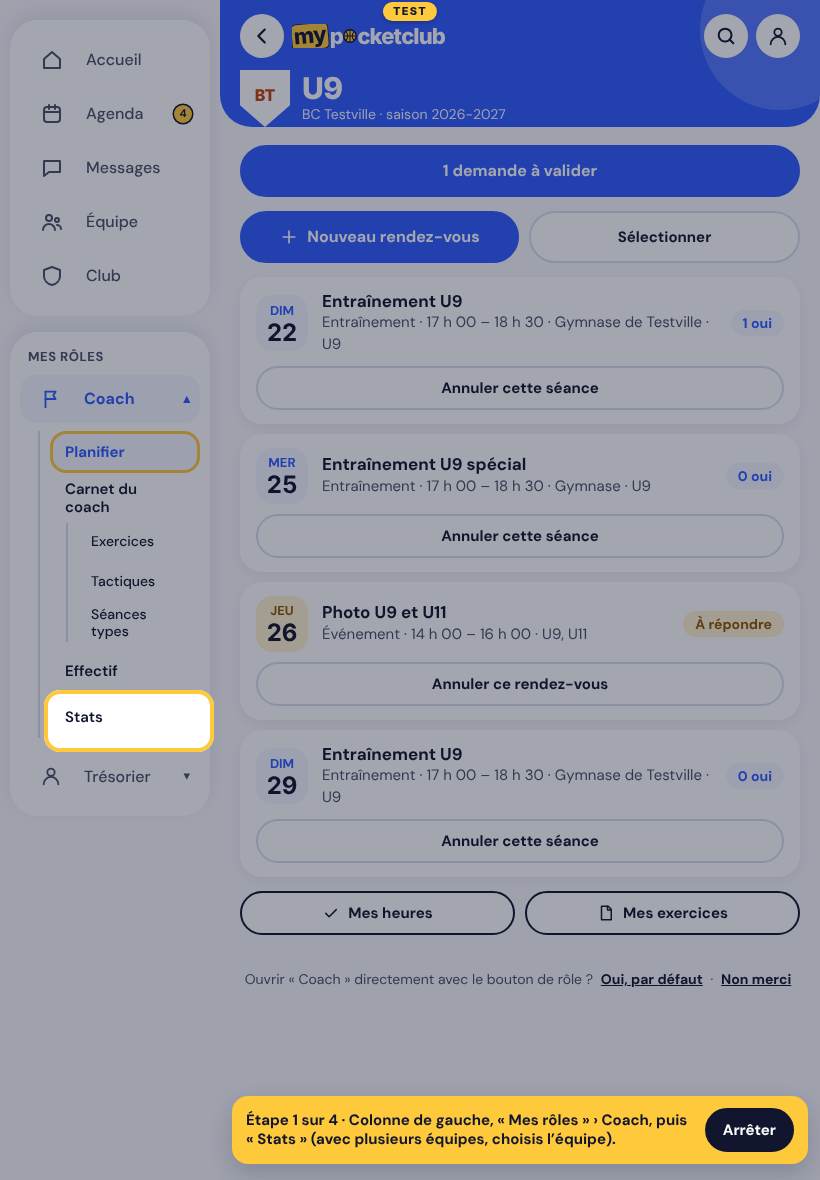 TEST
Accueil
Agenda
4
Messages
Équipe
Club
MES RÔLES
Coach
Planifier
Carnet du
coach
Exercices
Tactiques
Séances
types
Effectif
Stats
Trésorier
mypocketclub
BT
U9
BC Testville · saison 2026-2027
1 demande à valider
Nouveau rendez-vous
Sélectionner
DIM
22
Entraînement U9
Entraînement · 17 h 00 – 18 h 30 · Gymnase de Testville ·
U9
1 oui
Annuler cette séance
MER
25
Entraînement U9 spécial
Entraînement · 17 h 00 – 18 h 30 · Gymnase · U9
0 oui
Annuler cette séance
JEU
26
Photo U9 et U11
Événement · 14 h 00 – 16 h 00 · U9, U11
À répondre
Annuler ce rendez-vous
DIM
29
Entraînement U9
Entraînement · 17 h 00 – 18 h 30 · Gymnase de Testville ·
U9
0 oui
Annuler cette séance
Mes heures
Mes exercices
Ouvrir « Coach » directement avec le bouton de rôle ? Oui, par défaut · Non merci
Étape 1 sur 4 · Colonne de gauche, « Mes rôles » › Coach, puis
« Stats » (avec plusieurs équipes, choisis l’équipe).
Arrêter